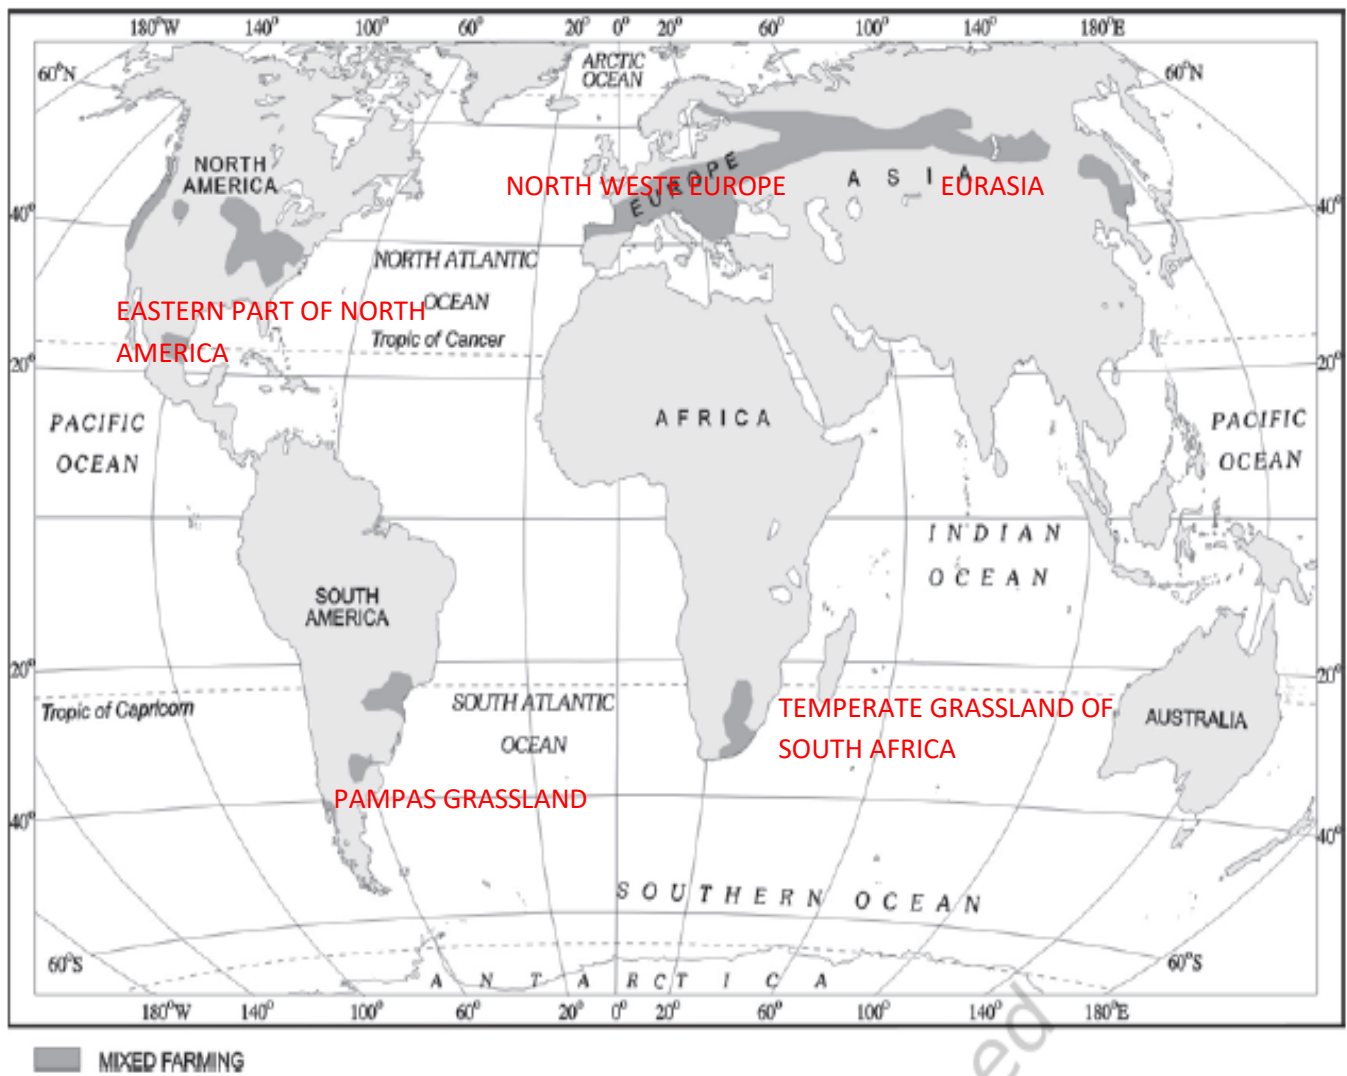 180°W 140° 100° 60° 20° 0° 20° 60° 100° 140° 180°E
ARCTIC
OCEAN
60°N 60°N
NORTH
AMERICA
EUROPE
ASIA
NORTH WESTE EUROPE
EURASIA
40° 40°
NORTH ATLANTIC
OCEAN
EASTERN PART OF NORTH
AMERICA
Tropic of Cancer
20° 20°
PACIFIC
OCEAN
AFRICA
PACIFIC
OCEAN
INDIAN
OCEAN
SOUTH
AMERICA
20° 20°
Tropic of Capricorn
SOUTH ATLANTIC
OCEAN
TEMPERATE GRASSLAND OF
SOUTH AFRICA
AUSTRALIA
PAMPAS GRASSLAND
40° 40°
SOUTHERN OCEAN
60°S 60°S
ANTARCTICA
180°W 140° 100° 60° 20° 0° 20° 60° 100° 140° 180°E
MIXED FARMING
ed